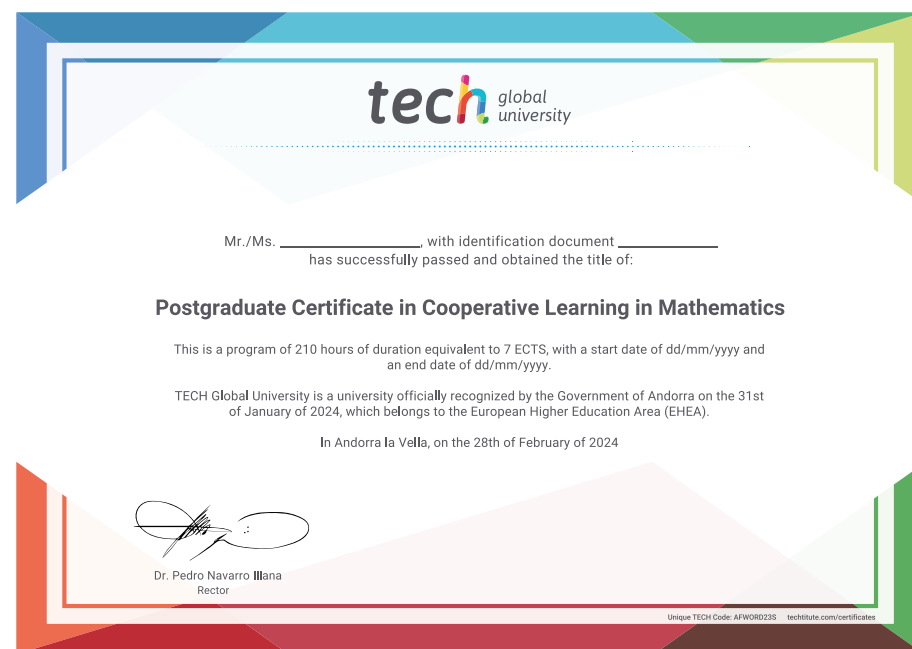 tech global
university
Mr./Ms. ____________, with identification document ____________
has successfully passed and obtained the title of:
Postgraduate Certificate in Cooperative Learning in Mathematics
This is a program of 210 hours of duration equivalent to 7 ECTS, with a start date of dd/mm/yyyy and
an end date of dd/mm/yyyy.
TECH Global University is a university officially recognized by the Government of Andorra on the 31st
of January of 2024, which belongs to the European Higher Education Area (EHEA).
In Andorra la Vella, on the 28th of February of 2024
Dr. Pedro Navarro Illana
Rector
Unique TECH Code: AFWORD23S techtitute.com/certificates